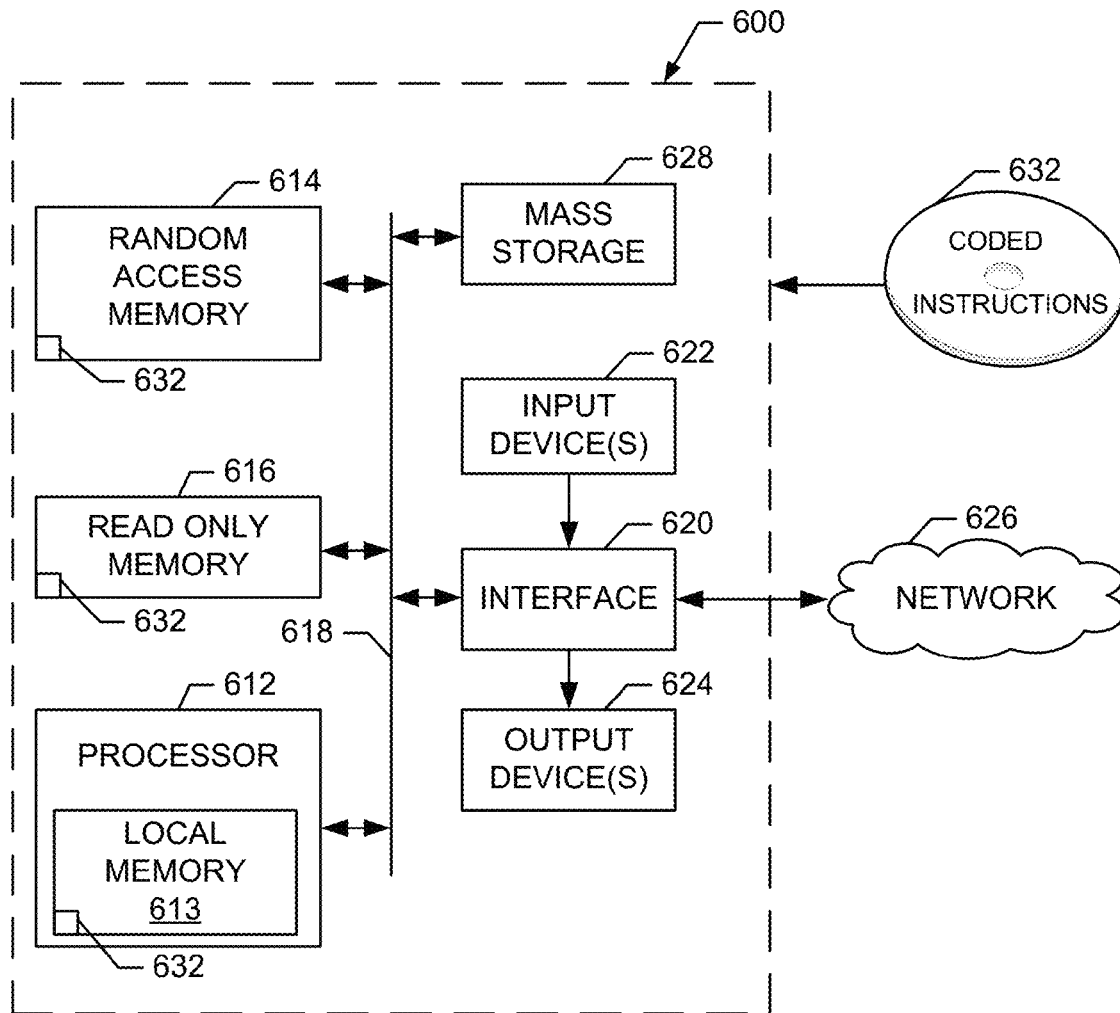 600
614
RANDOM
ACCESS
MEMORY
632
628
MASS
STORAGE
632
CODED
INSTRUCTIONS
622
INPUT
DEVICE(S)
616
READ ONLY
MEMORY
632
620
INTERFACE
626
NETWORK
618
612
PROCESSOR
LOCAL
MEMORY
613
632
624
OUTPUT
DEVICE(S)